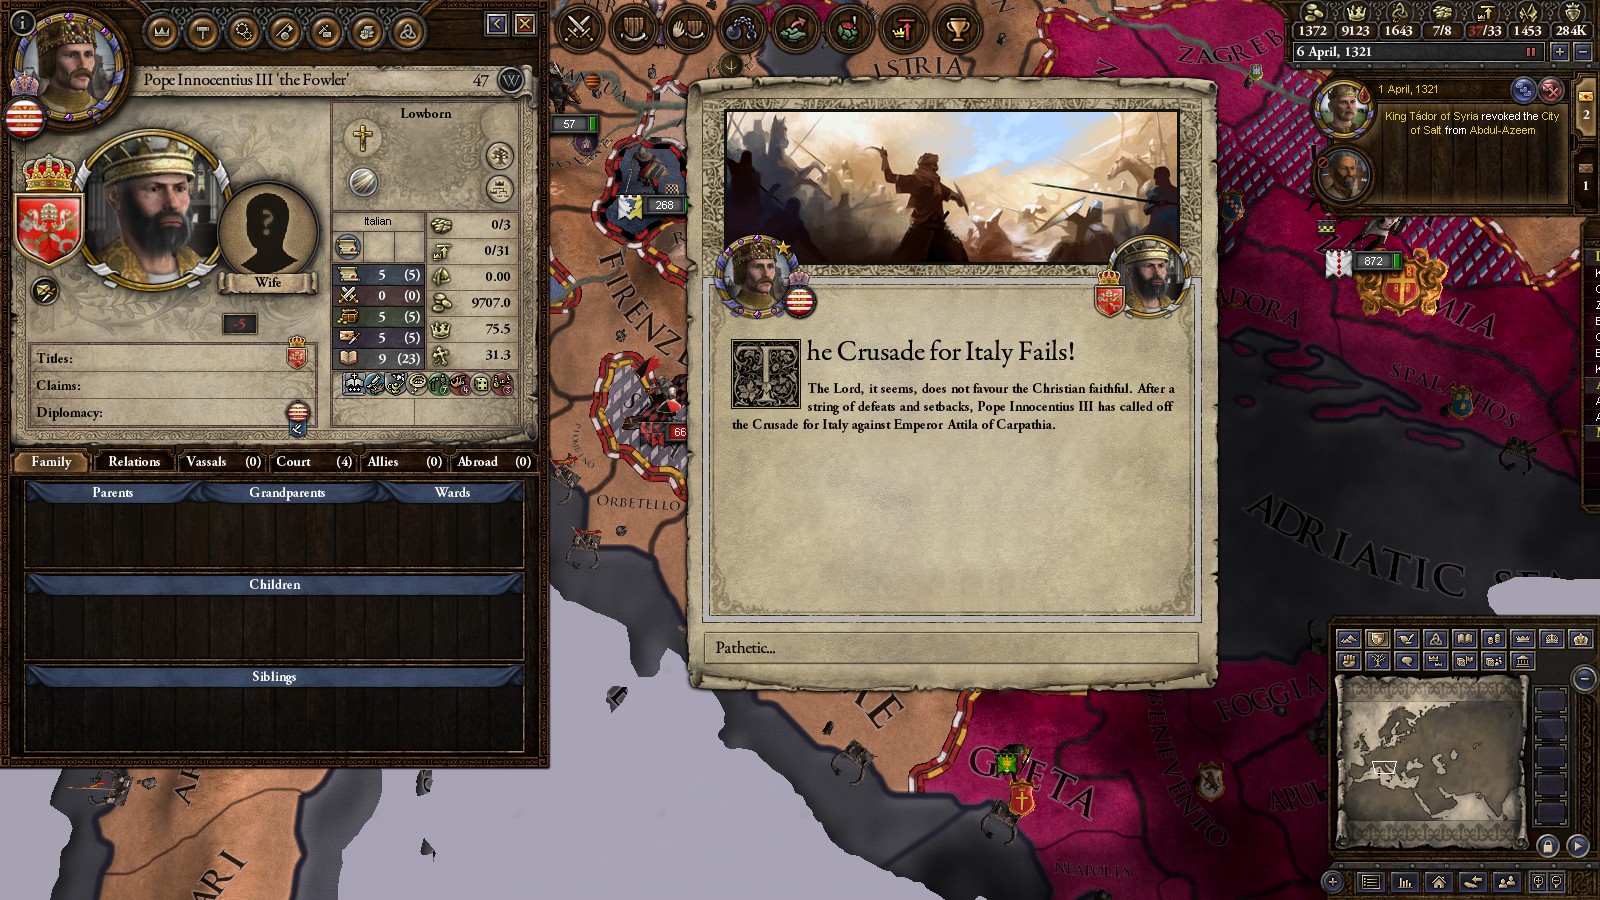 Pope Innocentius III 'the Fowler' 47
Lowborn
Italian
0/3
0/31
5 (5)
0.00
0 (0)
9707.0
5 (5)
75.5
5 (5)
31.3
9 (23)
Wife
-5
Titles:
Claims:
Diplomacy:
Family
Relations
Vassals (0)
Court (4)
Allies (0)
Abroad (0)
Parents
Grandparents
Wards
Children
Siblings
1372 9123 1643 7/8 37/33 1453 284K
6 April, 1321
1 April, 1321
King Tádor of Syria revoked the City
of Salt from Abdul-Azeem
2
1
The Crusade for Italy Fails!
The Lord, it seems, does not favour the Christian faithful. After a
string of defeats and setbacks, Pope Innocentius III has called off
the Crusade for Italy against Emperor Attila of Carpathia.
Pathetic...
57
268
66
872
ISTRIA
ZAGREB
FIRENZE
ORBETELLO
SPALATHOS
ADRIATIC
GAETA
BENEVENTO
FOGGIA
APUL
NEAPOLIS